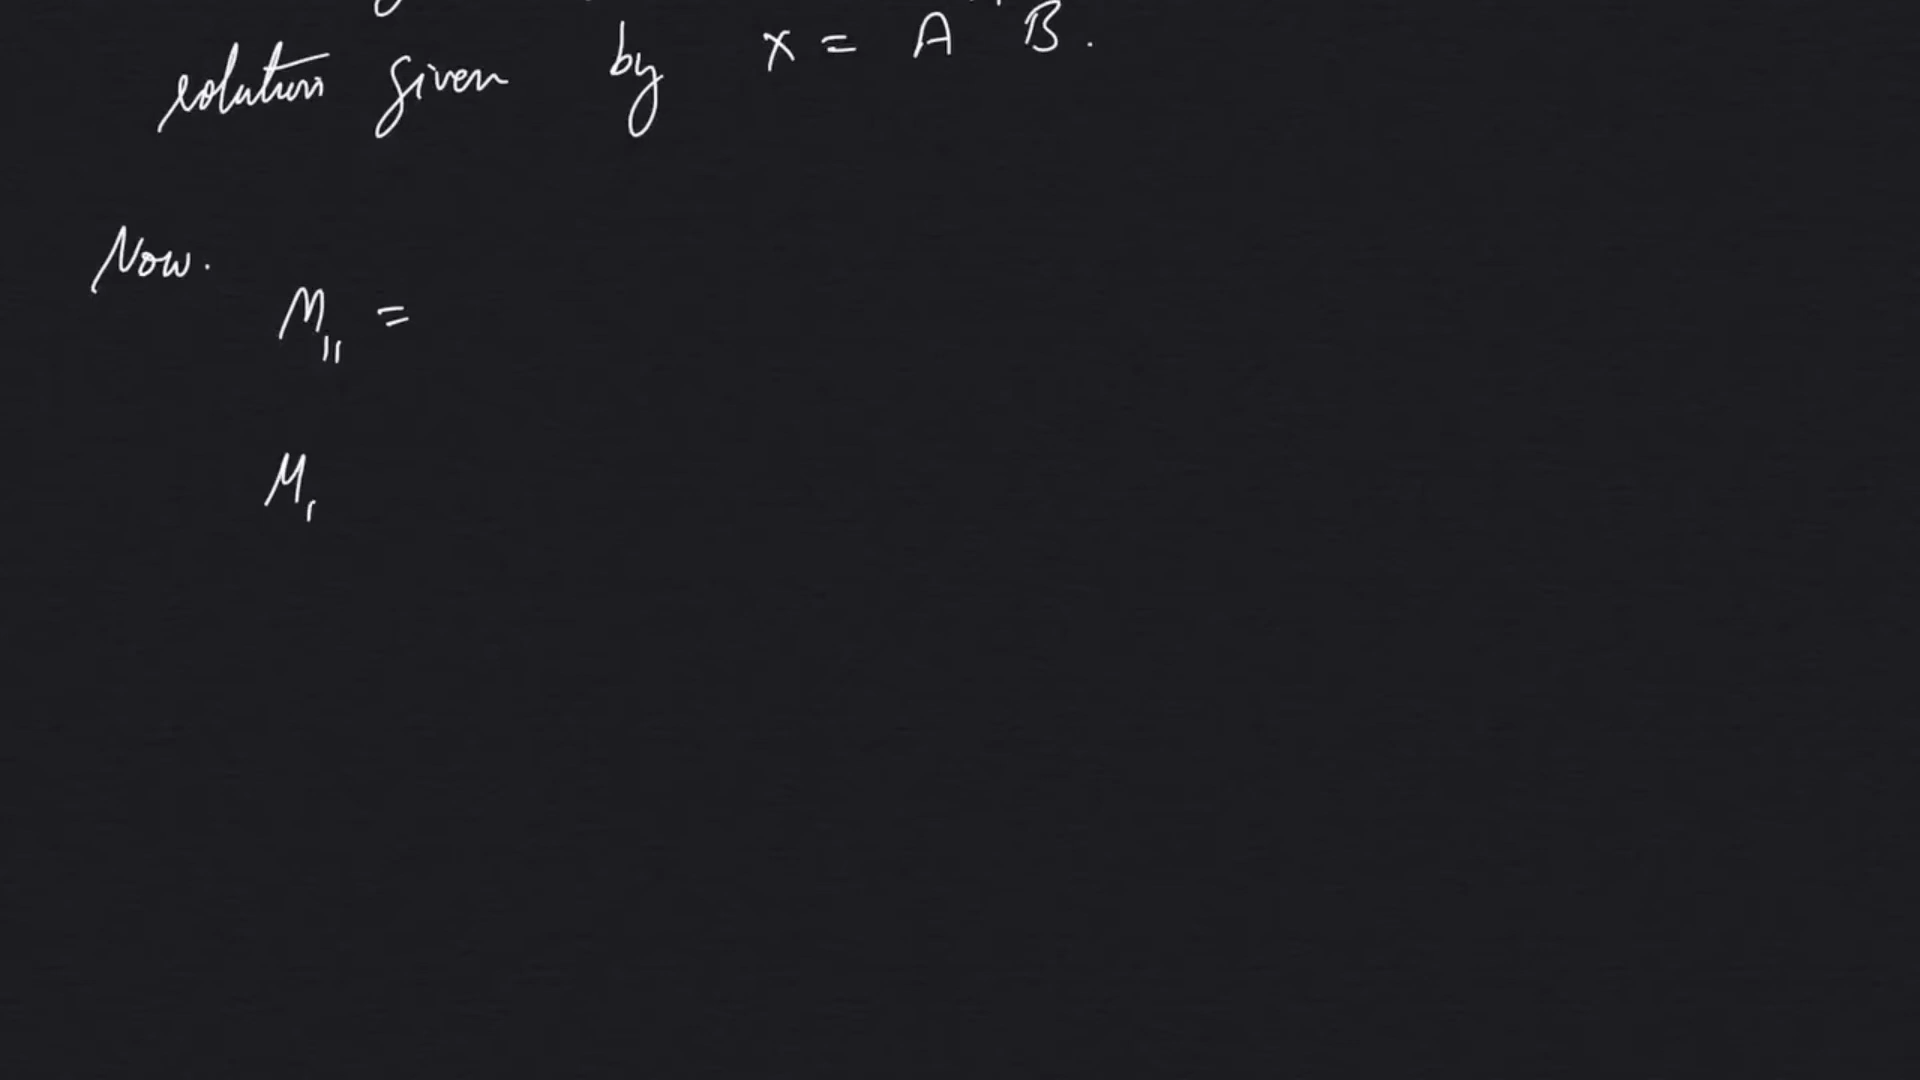 solution given by x = A B.
Now.
M11 =
M1